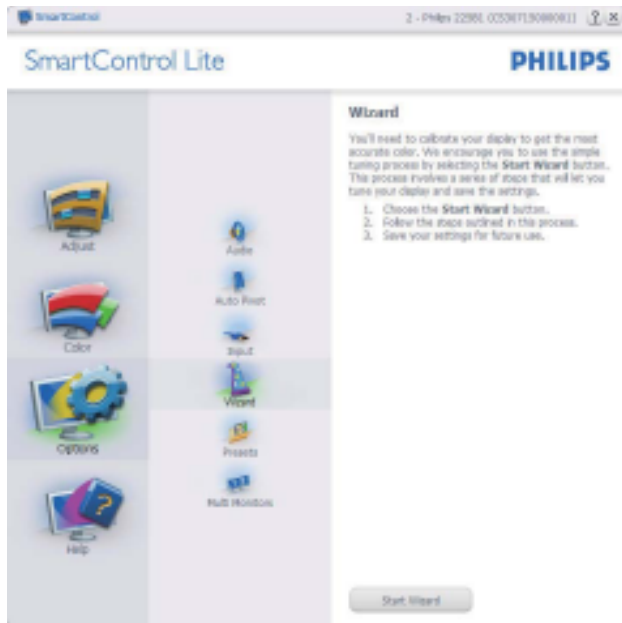 SmartControl
SmartControl Lite
PHILIPS
Adjust
Color
Options
Help
Audio
Auto Pivot
Input
Wizard
Presets
Multi Monitors
Wizard
You'll need to calibrate your display to get the most
accurate color. We encourage you to use the simple
tuning process by selecting the Start Wizard button.
This process involves a series of steps that will let you
tune your display and save the settings.
1. Choose the Start Wizard button.
2. Follow the steps outlined in this process.
3. Save your settings for future use.
Start Wizard